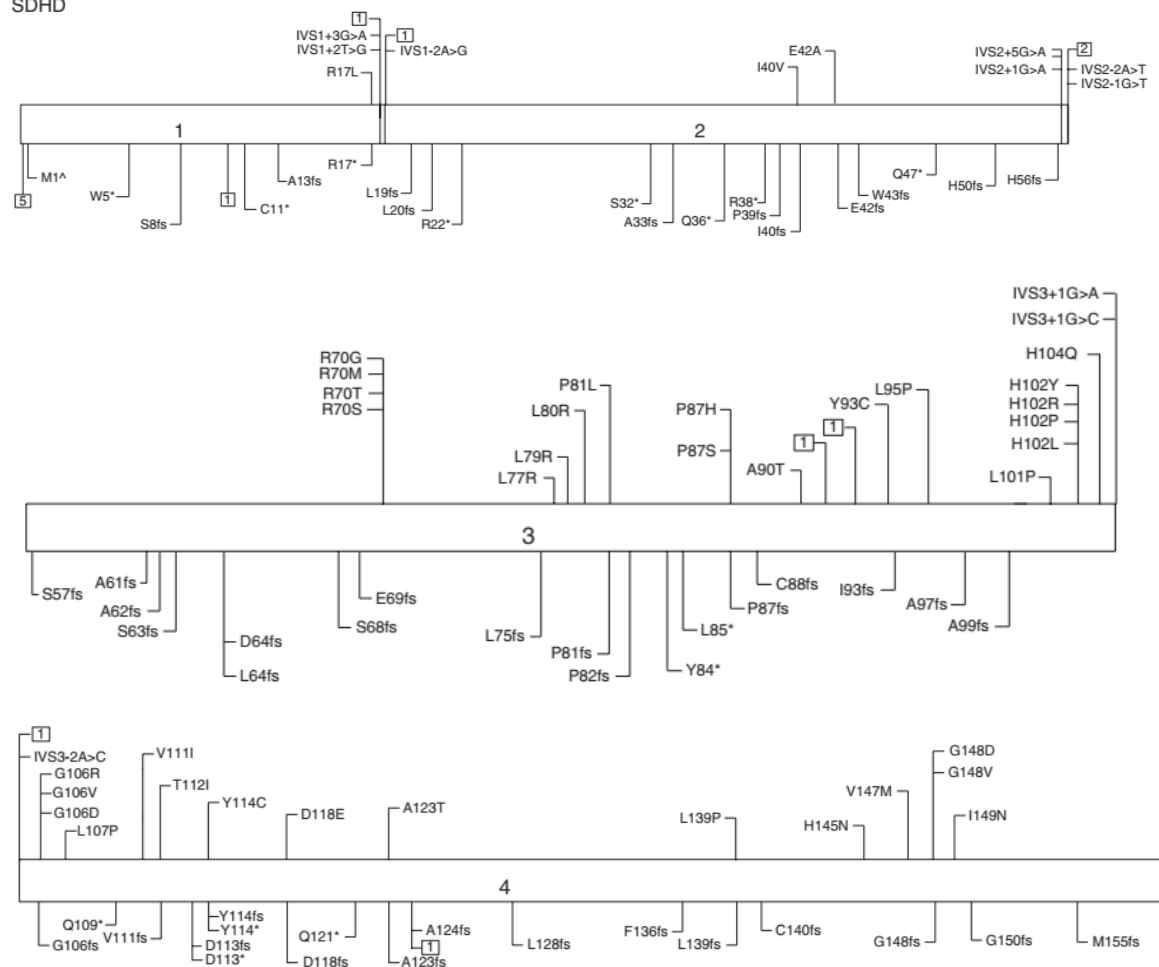 SDHD
1
IVS1+3G>A
1
IVS1+2T>G
IVS1-2A>G
R17L
E42A
I40V
IVS2+5G>A
2
IVS2+1G>A
IVS2-2A>T
IVS2-1G>T
1
2
M1^
5
W5*
S8fs
1
C11*
A13fs
R17*
L19fs
L20fs
R22*
S32*
A33fs
Q36*
R38*
P39fs
I40fs
E42fs
W43fs
Q47*
H50fs
H56fs
IVS3+1G>A
IVS3+1G>C
R70G
R70M
R70T
R70S
L77R
L79R
L80R
P81L
P87H
P87S
A90T
1
1
Y93C
L95P
L101P
H102Y
H102R
H102P
H102L
H104Q
3
S57fs
A61fs
A62fs
S63fs
D64fs
L64fs
S68fs
E69fs
L75fs
P81fs
P82fs
Y84*
L85*
P87fs
C88fs
I93fs
A97fs
A99fs
1
IVS3-2A>C
G106R
G106V
G106D
L107P
V111I
T112I
Y114C
D118E
A123T
L139P
H145N
V147M
G148D
G148V
I149N
4
G106fs
Q109*
V111fs
Y114fs
Y114*
D113fs
D113*
D118fs
Q121*
A124fs
1
A123fs
L128fs
F136fs
L139fs
C140fs
G148fs
G150fs
M155fs